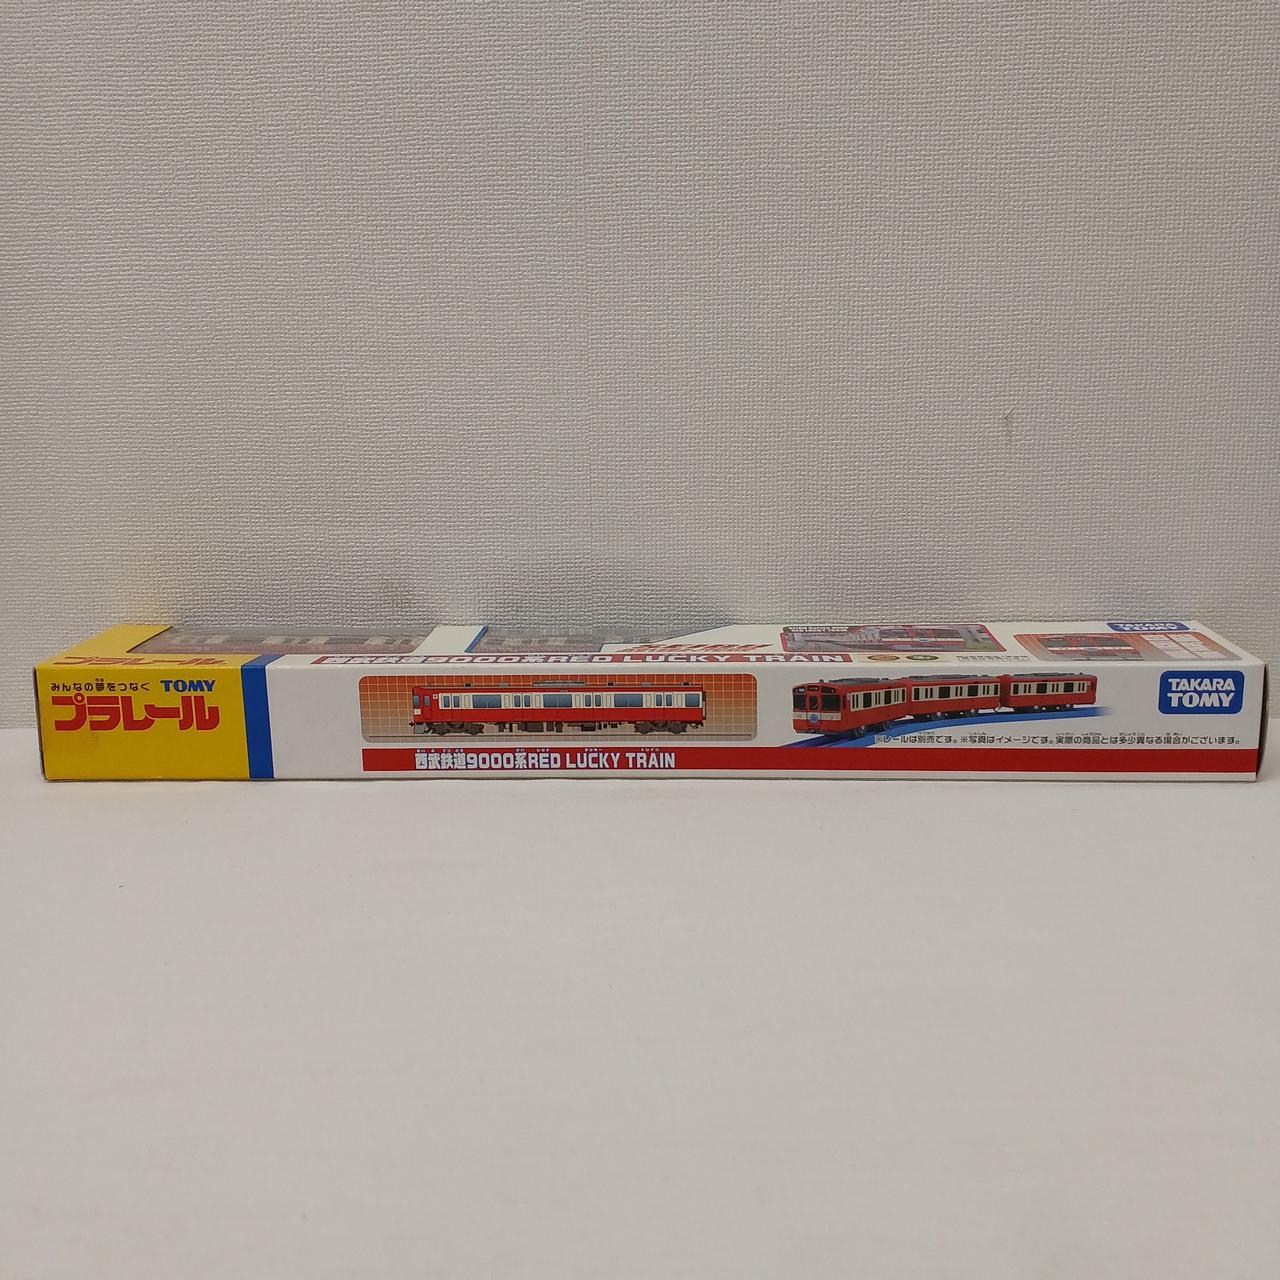 プラレール
西武鉄道9000系RED LUCKY TRAIN
TAKARA TOMY
みんなの夢をつなぐ TOMY
プラレール
TAKARA
TOMY
※レールは別売です。※写真はイメージです。実際の商品とは多少異なる場合がございます。
西武鉄道9000系RED LUCKY TRAIN